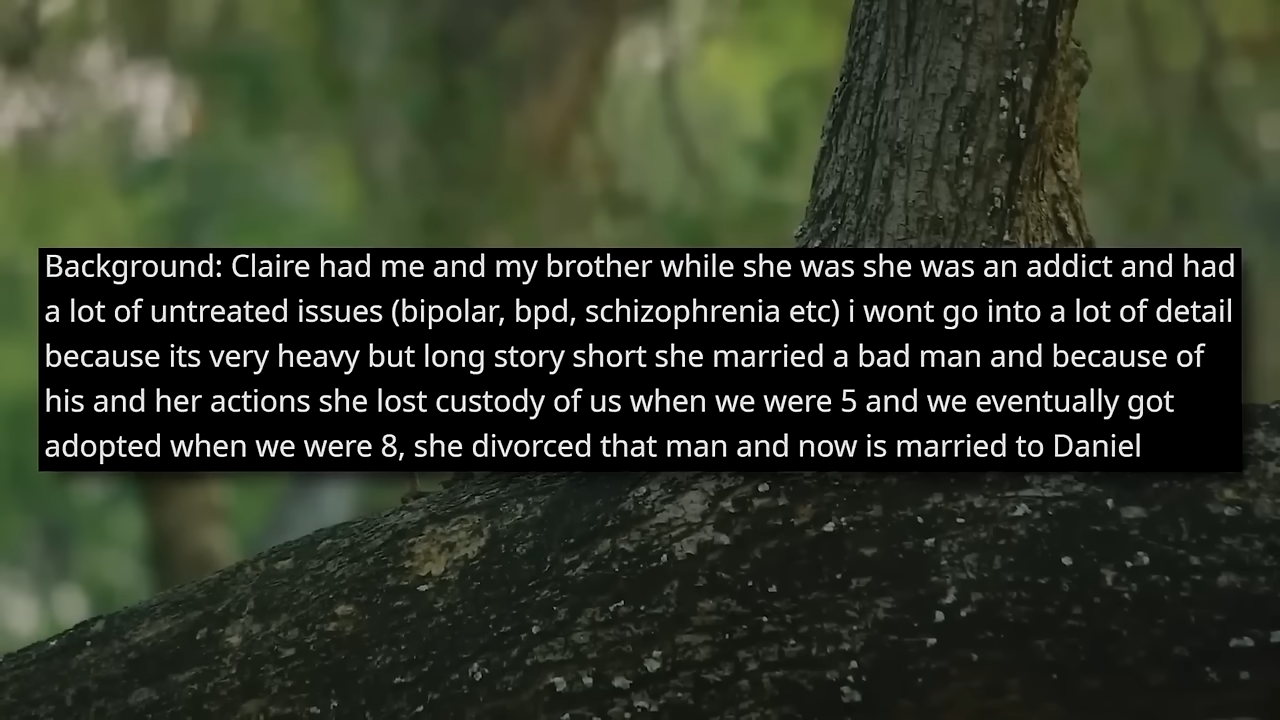 Background: Claire had me and my brother while she was she was an addict and had
a lot of untreated issues (bipolar, bpd, schizophrenia etc) i wont go into a lot of detail
because its very heavy but long story short she married a bad man and because of
his and her actions she lost custody of us when we were 5 and we eventually got
adopted when we were 8, she divorced that man and now is married to Daniel